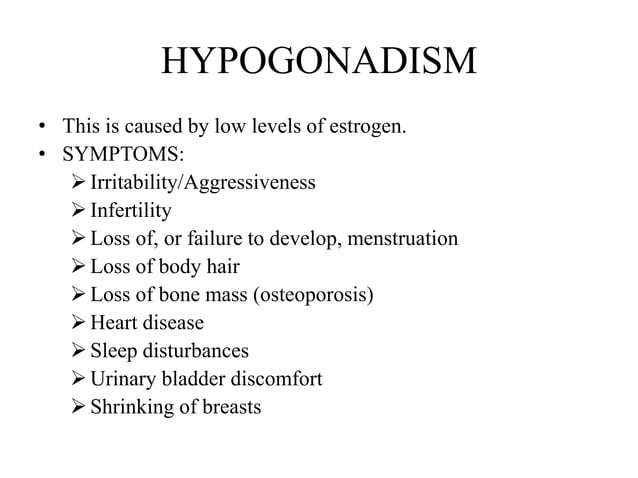 HYPOGONADISM
• This is caused by low levels of estrogen.
• SYMPTOMS:
➢ Irritability/Aggressiveness
➢ Infertility
➢ Loss of, or failure to develop, menstruation
➢ Loss of body hair
➢ Loss of bone mass (osteoporosis)
➢ Heart disease
➢ Sleep disturbances
➢ Urinary bladder discomfort
➢ Shrinking of breasts